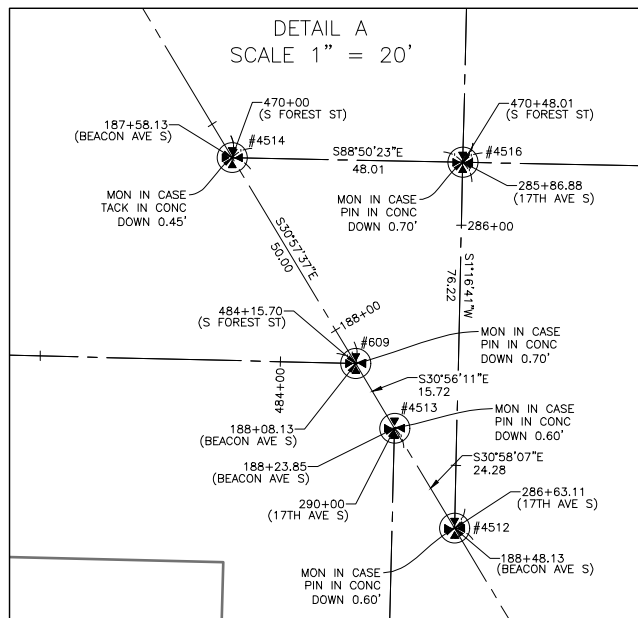 DETAIL A
SCALE 1" = 20'
470+00
(S FOREST ST)
187+58.13
(BEACON AVE S)
#4514
470+48.01
(S FOREST ST)
S88°50'23"E
48.01
#4516
MON IN CASE
TACK IN CONC
DOWN 0.45'
MON IN CASE
PIN IN CONC
DOWN 0.70'
285+86.88
(17TH AVE S)
286+00
S30°57'37"E
50.00
S1°16'41"W
76.22
484+15.70
(S FOREST ST)
188+00
#609
MON IN CASE
PIN IN CONC
DOWN 0.70'
484+00
S30°56'11"E
15.72
188+08.13
(BEACON AVE S)
#4513
MON IN CASE
PIN IN CONC
DOWN 0.60'
188+23.85
(BEACON AVE S)
S30°58'07"E
24.28
290+00
(17TH AVE S)
286+63.11
(17TH AVE S)
#4512
188+48.13
(BEACON AVE S)
MON IN CASE
PIN IN CONC
DOWN 0.60'